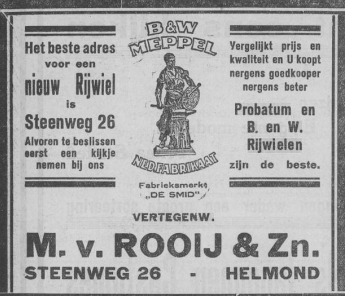 Het beste adres
voor een
nieuw Rijwiel
is
Steenweg 26
Alvoren te beslissen
eerst een kijkje
nemen bij ons
B&W
MEPPEL
NED. FABRIKAAT
Fabrieksmerk
„DE SMID”
Vergelijkt prijs en
kwaliteit en U koopt
nergens goedkooper
nergens beter
Probatum en
B. en W.
Rijwielen
zijn de beste.
VERTEGENW.
M. v. ROOIJ & Zn.
STEENWEG 26 - HELMOND